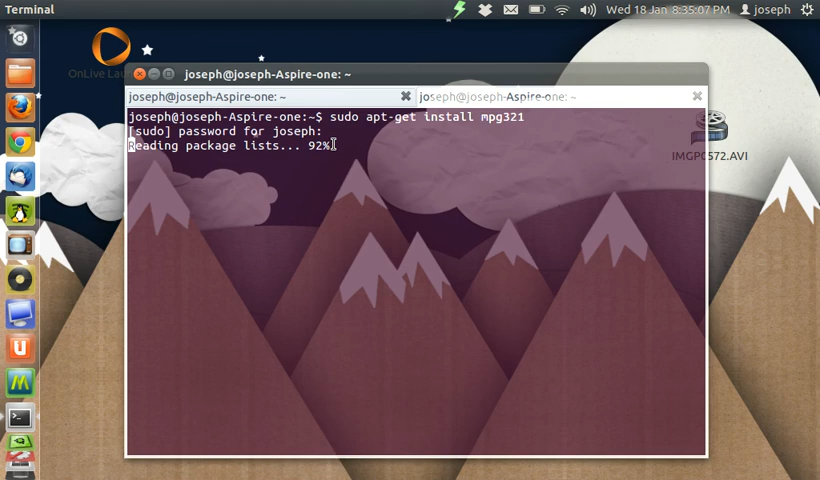 Terminal
Wed 18 Jan 8:35:07 PM
joseph
OnLive Lau
joseph@joseph-Aspire-one: ~
joseph@joseph-Aspire-one: ~
joseph@joseph-Aspire-one: ~
joseph@joseph-Aspire-one:~$ sudo apt-get install mpg321
[sudo] password for joseph:
Reading package lists... 92%
IMGP0572.AVI